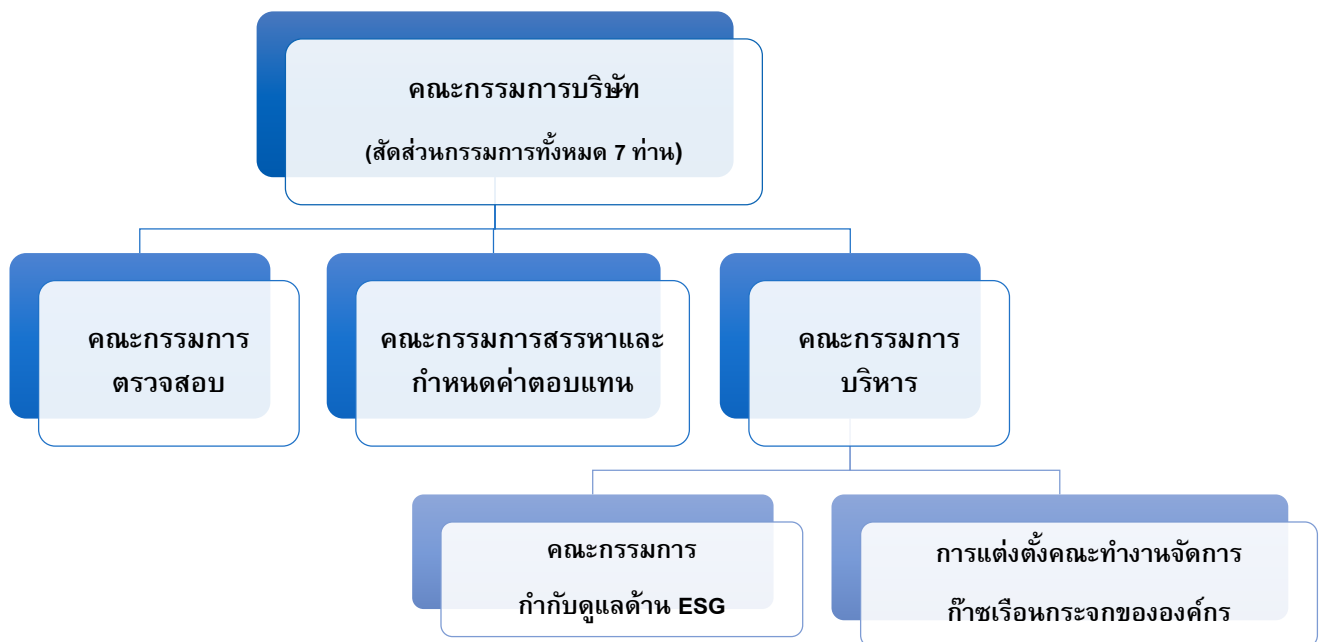 คณะกรรมการบริษัท
(สัดส่วนกรรมการทั้งหมด 7 ท่าน)
คณะกรรมการ
ตรวจสอบ
คณะกรรมการสรรหาและ
กำหนดค่าตอบแทน
คณะกรรมการ
บริหาร
คณะกรรมการ
กำกับดูแลด้าน ESG
การแต่งตั้งคณะทำงานจัดการ
ก๊าซเรือนกระจกขององค์กร